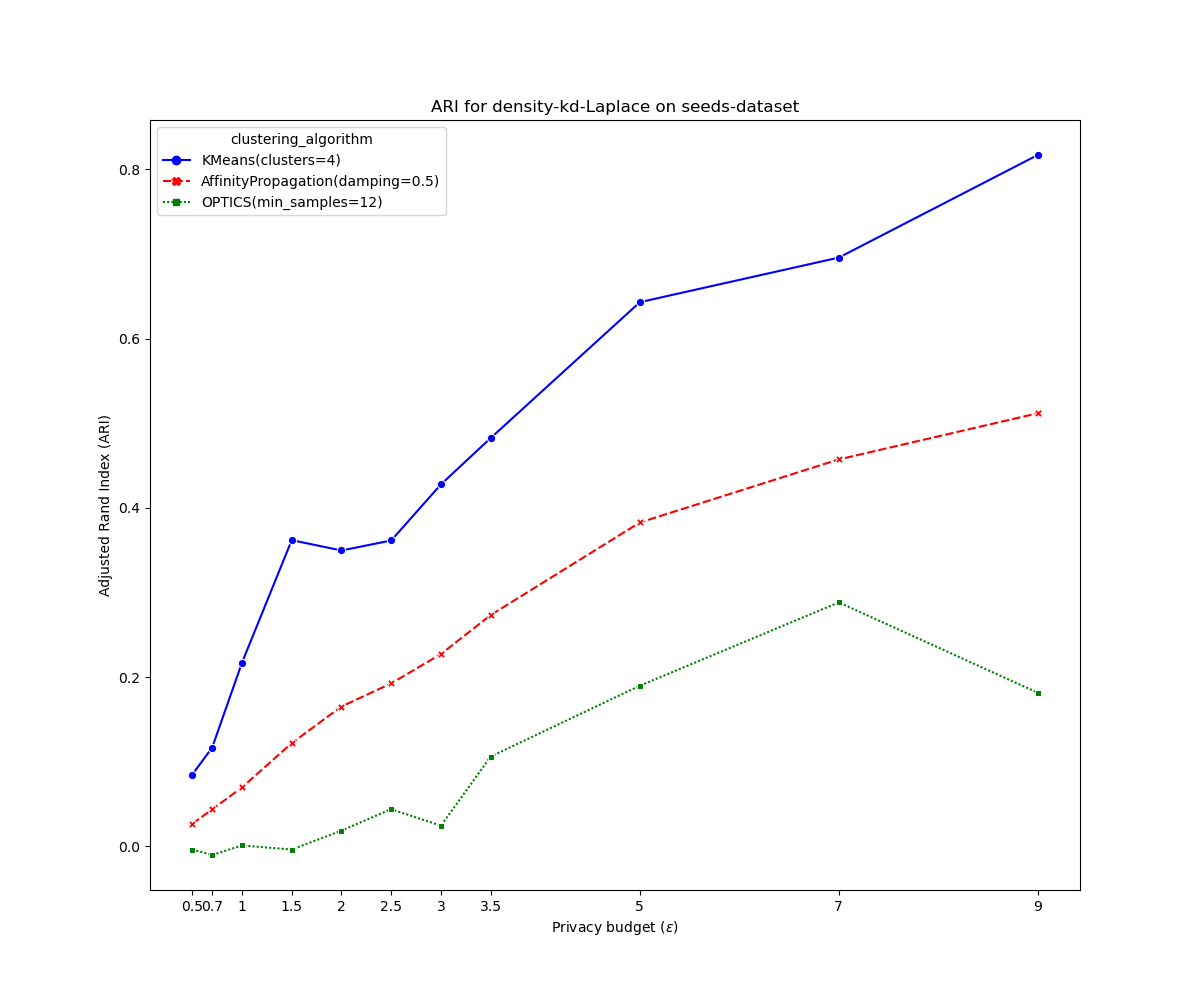 ARI for density-kd-Laplace on seeds-dataset
clustering_algorithm
KMeans(clusters=4)
AffinityPropagation(damping=0.5)
OPTICS(min_samples=12)
Adjusted Rand Index (ARI)
0.8
0.6
0.4
0.2
0.0
0.5 0.7 1 1.5 2 2.5 3 3.5 5 7 9
Privacy budget (ε)